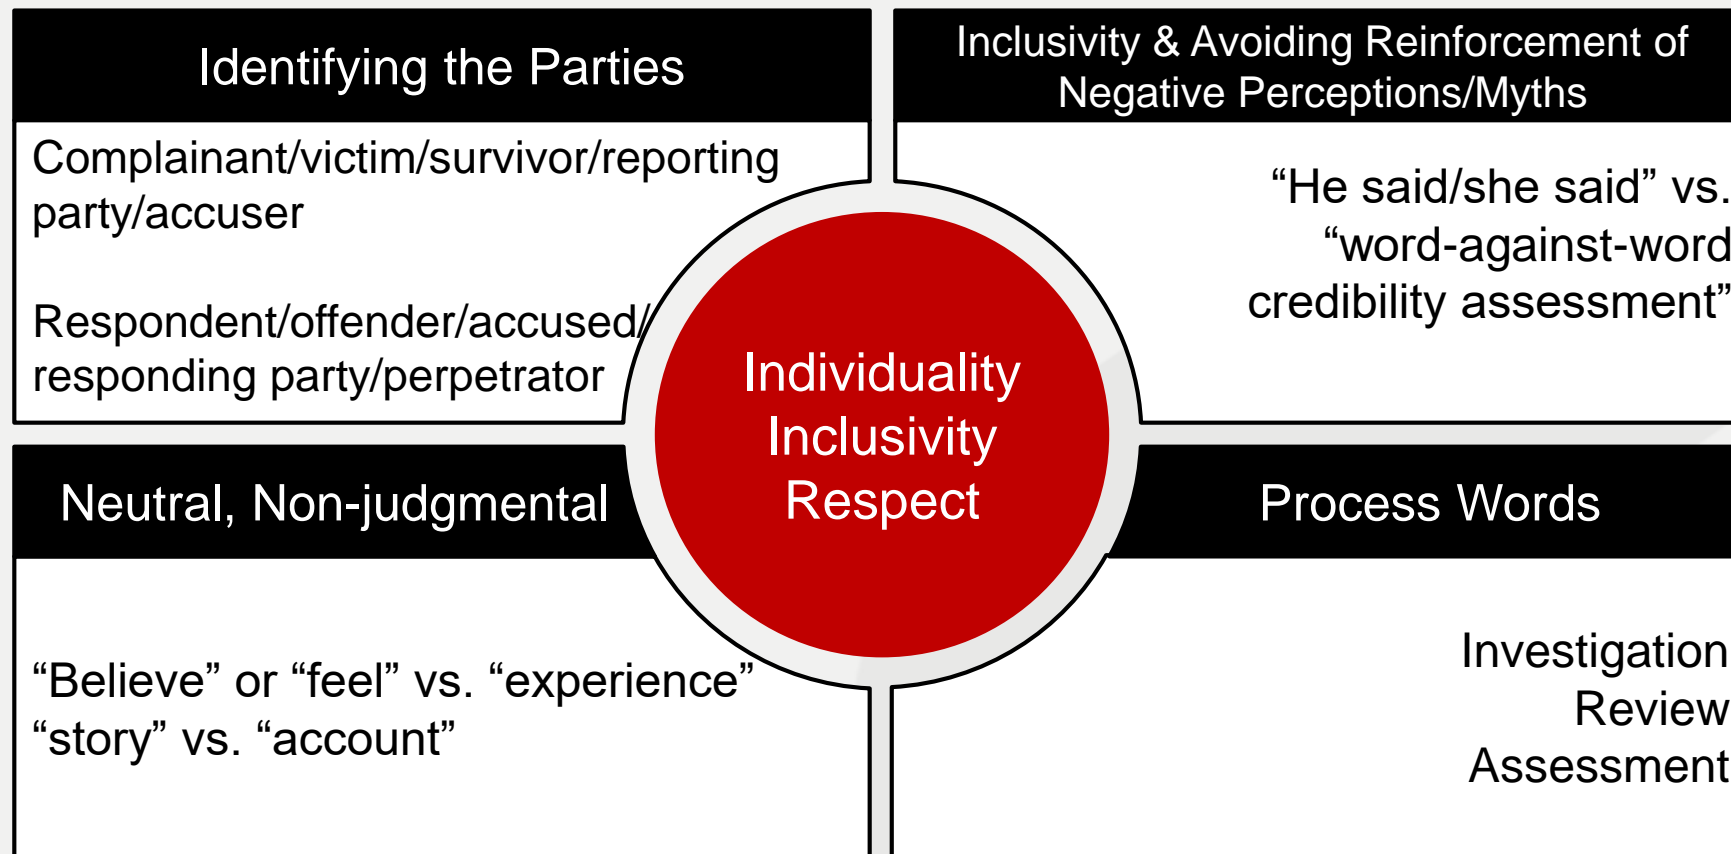 Identifying the Parties
Complainant/victim/survivor/reporting
party/accuser
Respondent/offender/accused/
responding party/perpetrator
Inclusivity & Avoiding Reinforcement of
Negative Perceptions/Myths
“He said/she said” vs.
“word-against-word
credibility assessment”
Individuality
Inclusivity
Respect
Neutral, Non-judgmental
“Believe” or “feel” vs. “experience”
“story” vs. “account”
Process Words
Investigation
Review
Assessment